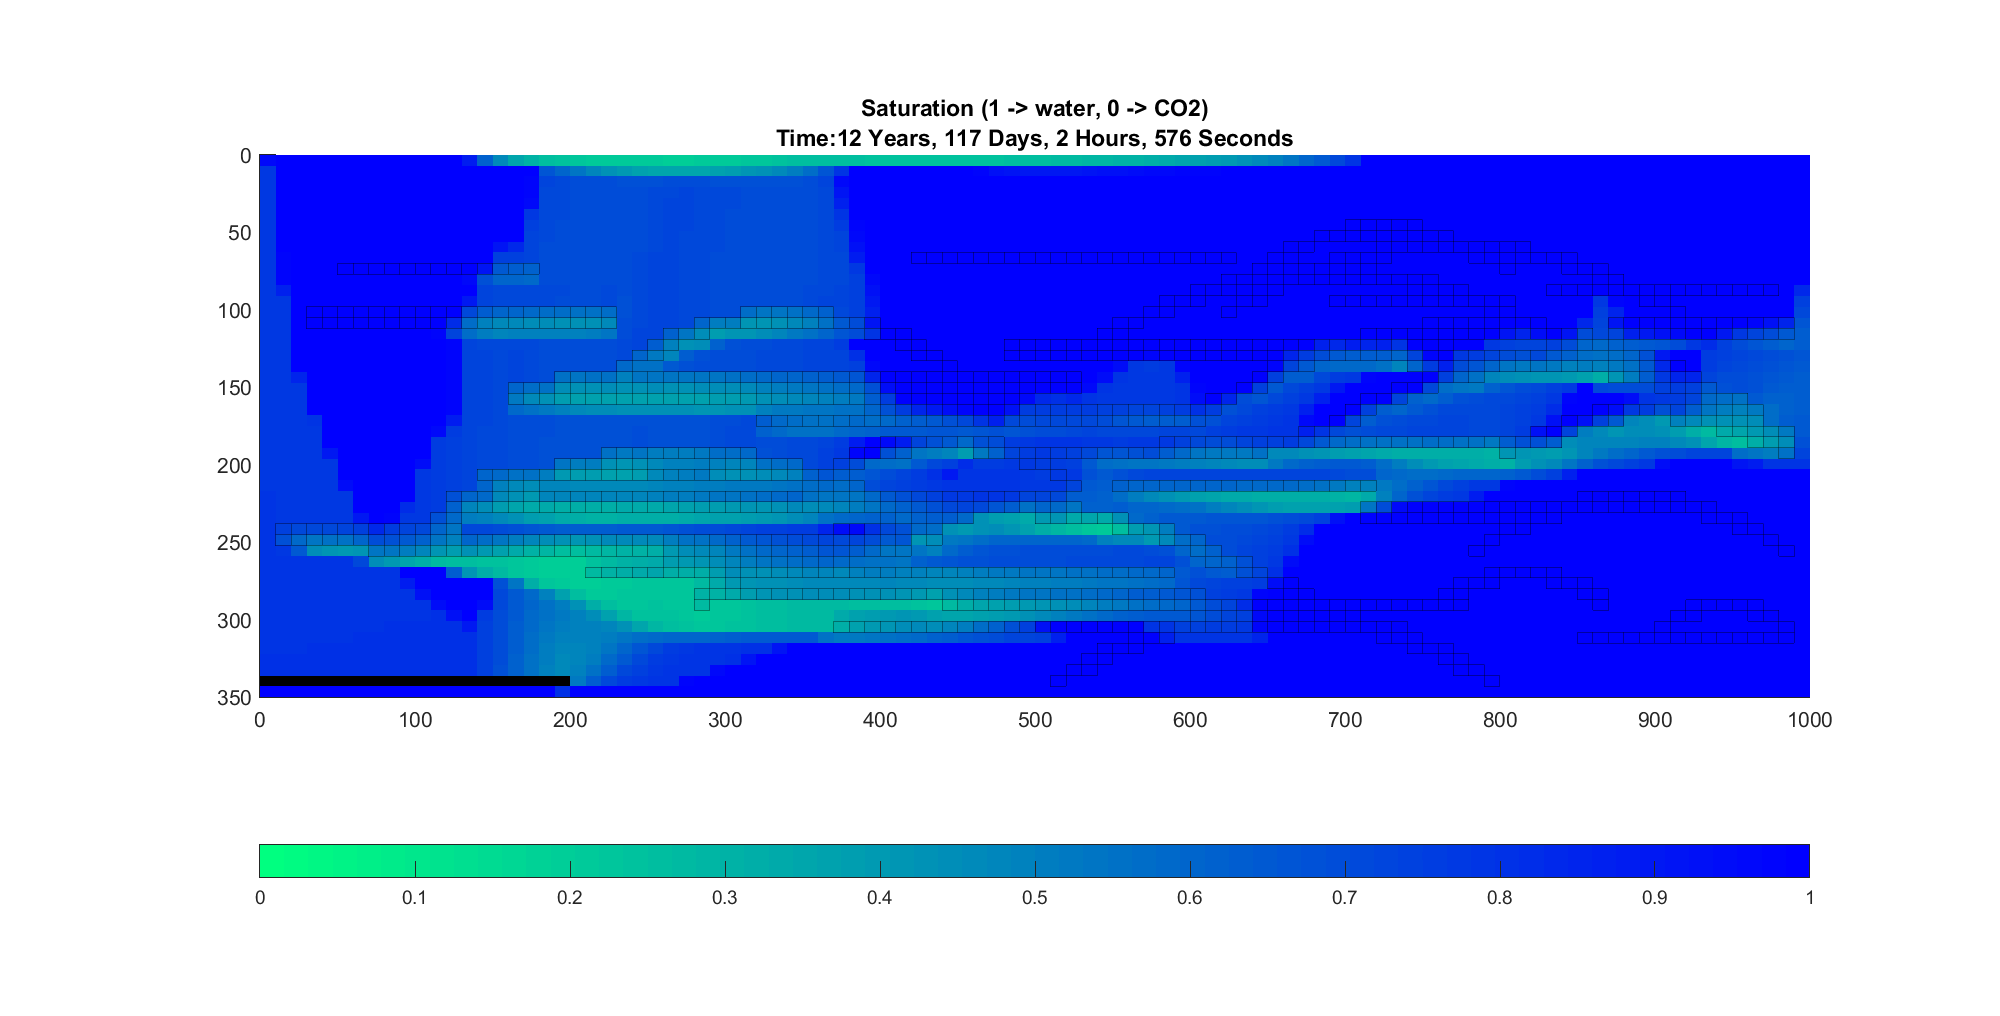 Saturation (1 -> water, 0 -> CO2)
Time:12 Years, 117 Days, 2 Hours, 576 Seconds
0
50
100
150
200
250
300
350
0 100 200 300 400 500 600 700 800 900 1000
0 0.1 0.2 0.3 0.4 0.5 0.6 0.7 0.8 0.9 1